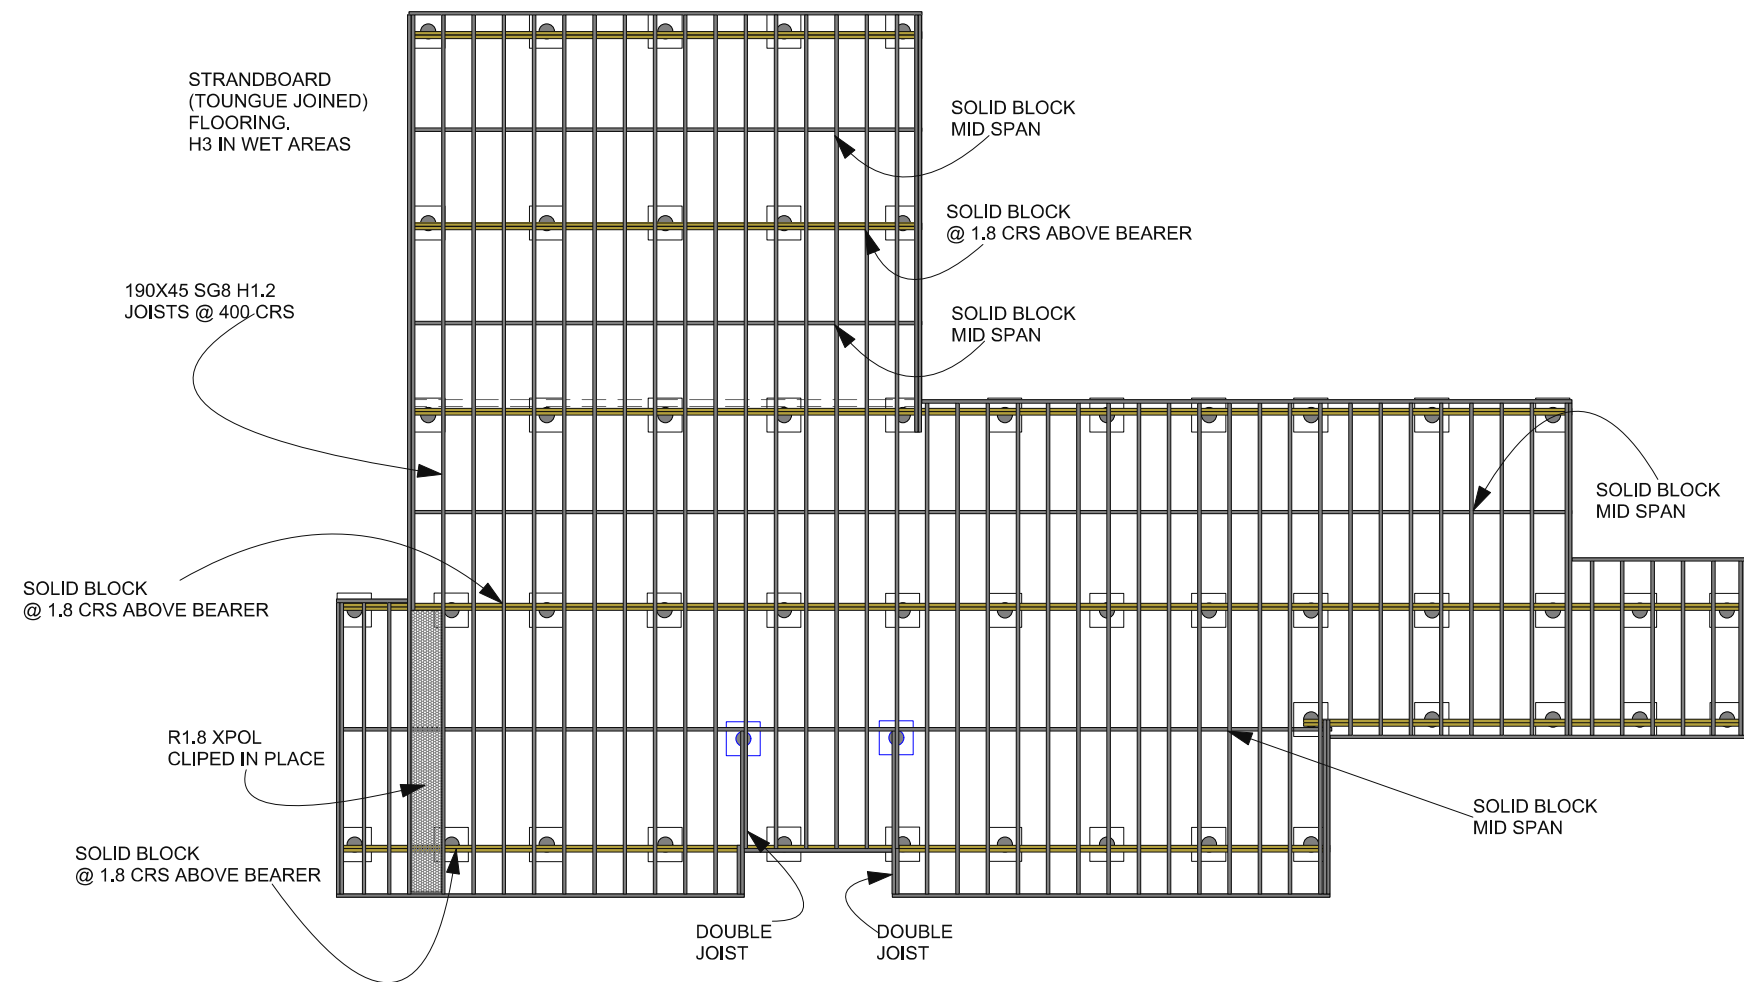 STRANDBOARD
(TOUNGUE JOINED)
FLOORING.
H3 IN WET AREAS
SOLID BLOCK
MID SPAN
SOLID BLOCK
@ 1.8 CRS ABOVE BEARER
190X45 SG8 H1.2
JOISTS @ 400 CRS
SOLID BLOCK
MID SPAN
SOLID BLOCK
MID SPAN
SOLID BLOCK
@ 1.8 CRS ABOVE BEARER
R1.8 XPOL
CLIPED IN PLACE
SOLID BLOCK
MID SPAN
SOLID BLOCK
@ 1.8 CRS ABOVE BEARER
DOUBLE
JOIST
DOUBLE
JOIST